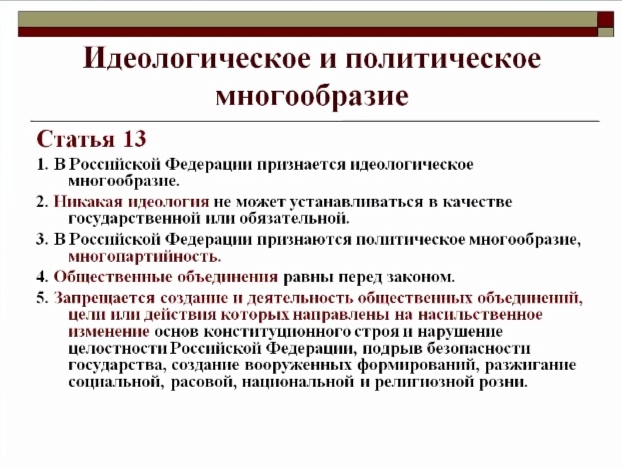 Идеологическое и политическое
многообразие
Статья 13
1. В Российской Федерации признается идеологическое
многообразие.
2. Никакая идеология не может устанавливаться в качестве
государственной или обязательной.
3. В Российской Федерации признаются политическое многообразие,
многопартийность.
4. Общественные объединения равны перед законом.
5. Запрещается создание и деятельность общественных объединений,
цели или действия которых направлены на насильственное
изменение основ конституционного строя и нарушение
целостности Российской Федерации, подрыв безопасности
государства, создание вооруженных формирований, разжигание
социальной, расовой, национальной и религиозной розни.